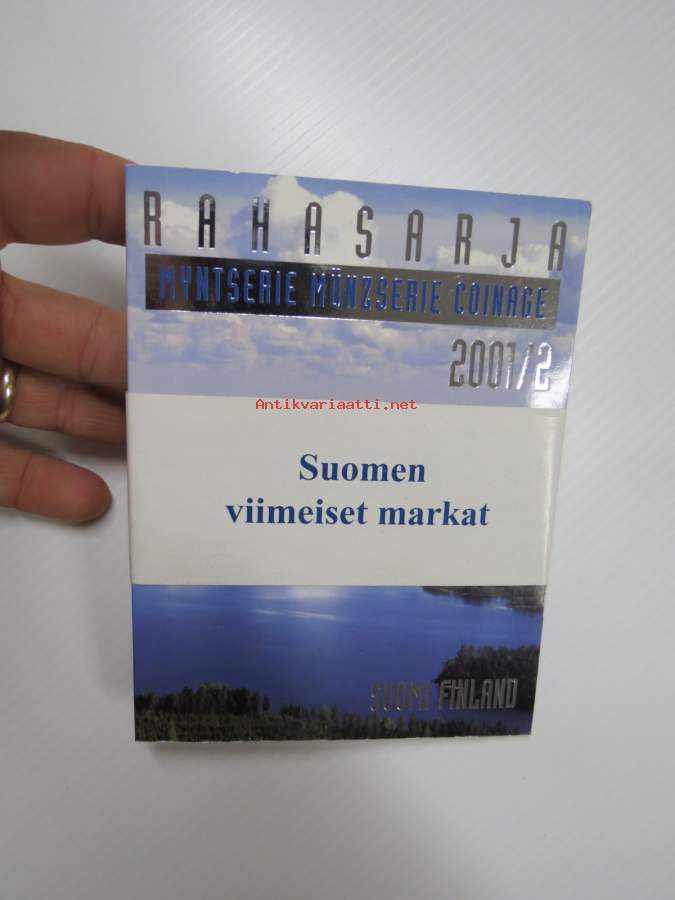 RAHASARJA
MYNTSERIE MÜNZSERIE COINAGE
2001/2
Antikvariaatti.net
Suomen
viimeiset markat
SUOMI FINLAND